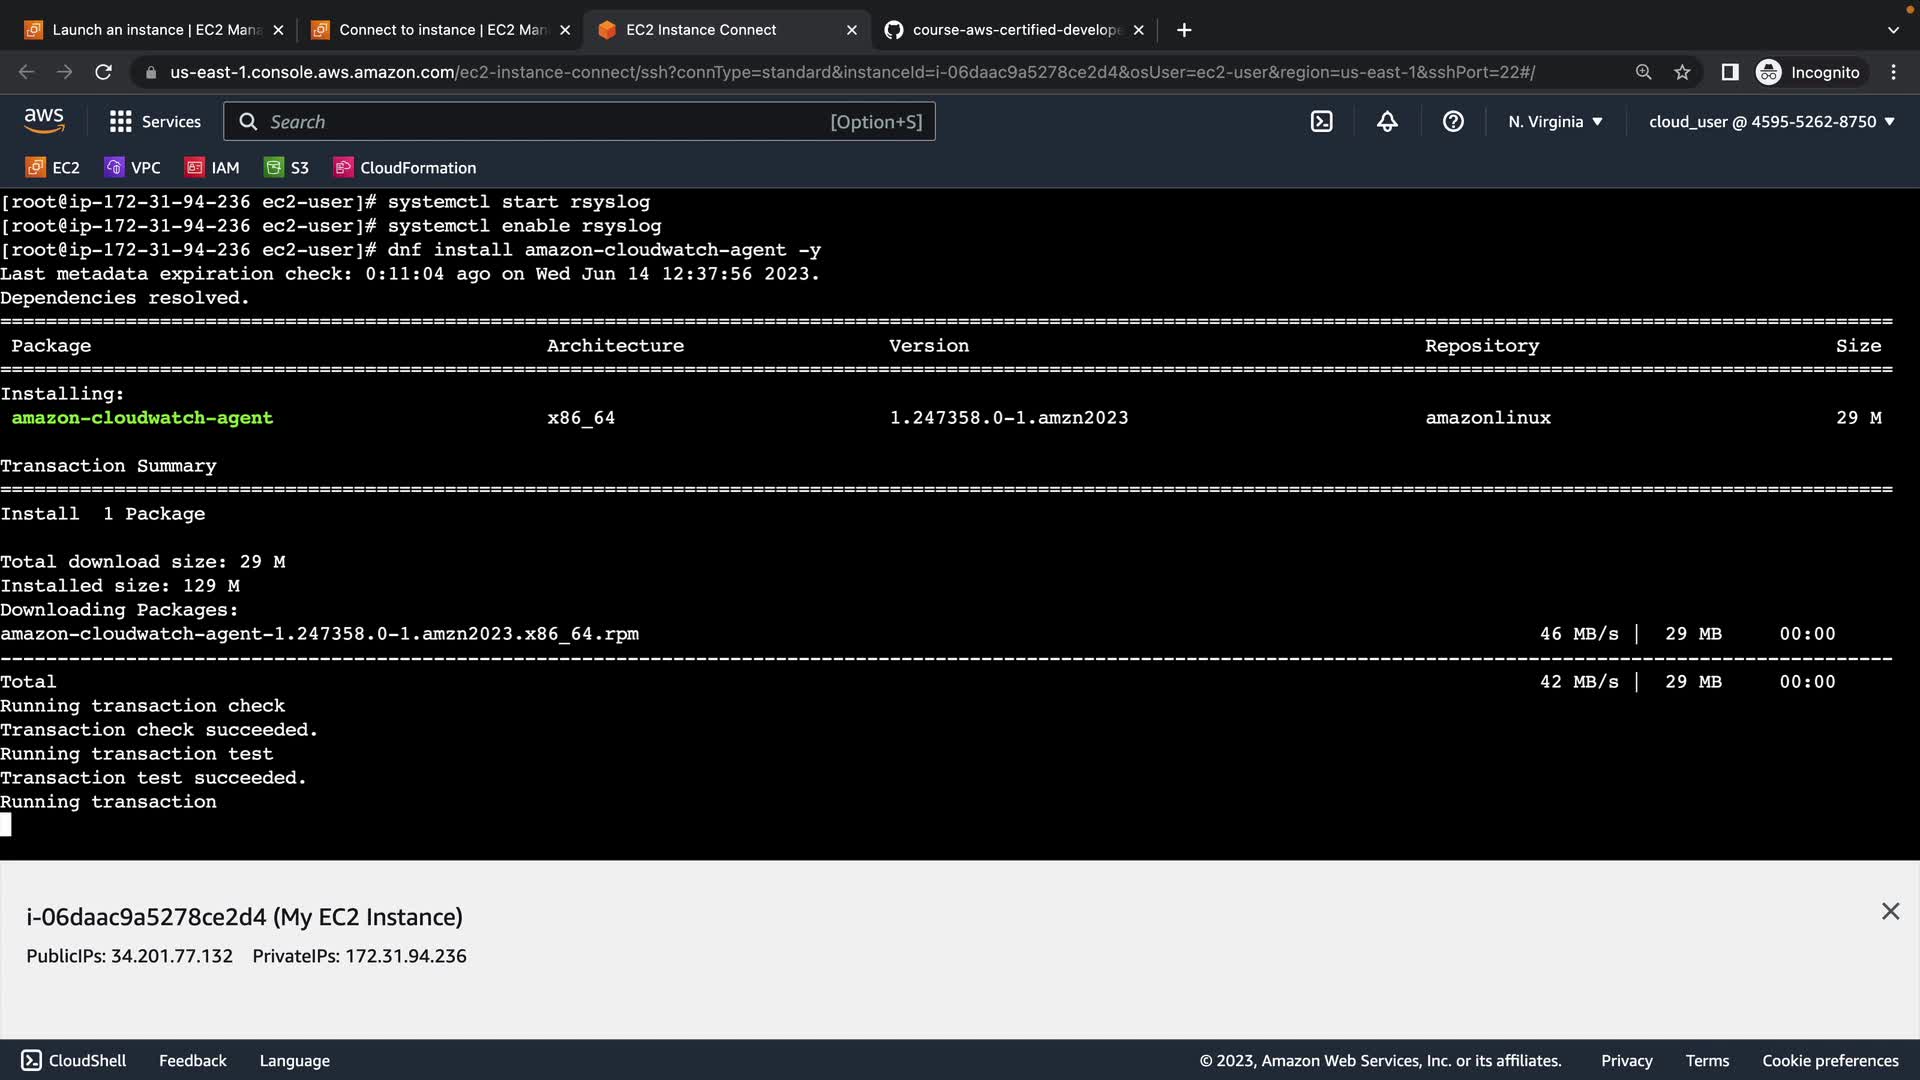 Launch an instance | EC2 Mana
Connect to instance | EC2 Man
EC2 Instance Connect
course-aws-certified-develope
us-east-1.console.aws.amazon.com/ec2-instance-connect/ssh?connType=standard&instanceId=i-06daac9a5278ce2d4&osUser=ec2-user&region=us-east-1&sshPort=22#/
Incognito
aws
Services
Search
[Option+S]
N. Virginia
cloud_user @ 4595-5262-8750
EC2
VPC
IAM
S3
CloudFormation
[root@ip-172-31-94-236 ec2-user]# systemctl start rsyslog
[root@ip-172-31-94-236 ec2-user]# systemctl enable rsyslog
[root@ip-172-31-94-236 ec2-user]# dnf install amazon-cloudwatch-agent -y
Last metadata expiration check: 0:11:04 ago on Wed Jun 14 12:37:56 2023.
Dependencies resolved.
Package Architecture Version Repository Size
Installing:
amazon-cloudwatch-agent x86_64 1.247358.0-1.amzn2023 amazonlinux 29 M
Transaction Summary
Install 1 Package
Total download size: 29 M
Installed size: 129 M
Downloading Packages:
amazon-cloudwatch-agent-1.247358.0-1.amzn2023.x86_64.rpm 46 MB/s | 29 MB 00:00
Total 42 MB/s | 29 MB 00:00
Running transaction check
Transaction check succeeded.
Running transaction test
Transaction test succeeded.
Running transaction
i-06daac9a5278ce2d4 (My EC2 Instance)
PublicIPs: 34.201.77.132 PrivateIPs: 172.31.94.236
CloudShell
Feedback
Language
© 2023, Amazon Web Services, Inc. or its affiliates.
Privacy
Terms
Cookie preferences